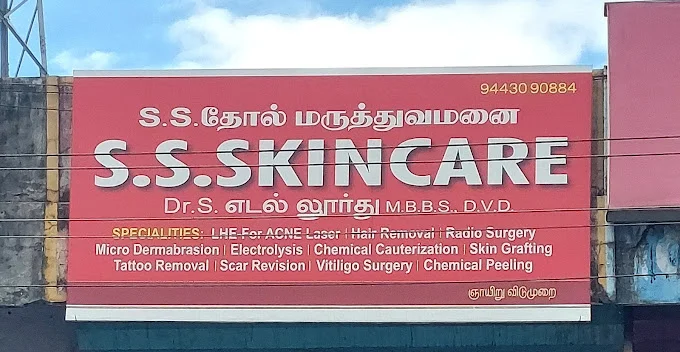 94430 90884
S.S.தோல் மருத்துவமனை
S.S.SKINCARE
Dr.S. எடல் லூர்து M.B.B.S., D.V.D.
SPECIALITIES: LHE-For ACNE Laser | Hair Removal | Radio Surgery
Micro Dermabrasion | Electrolysis | Chemical Cauterization | Skin Grafting
Tattoo Removal | Scar Revision | Vitiligo Surgery | Chemical Peeling
ஞாயிறு விடுமுறை